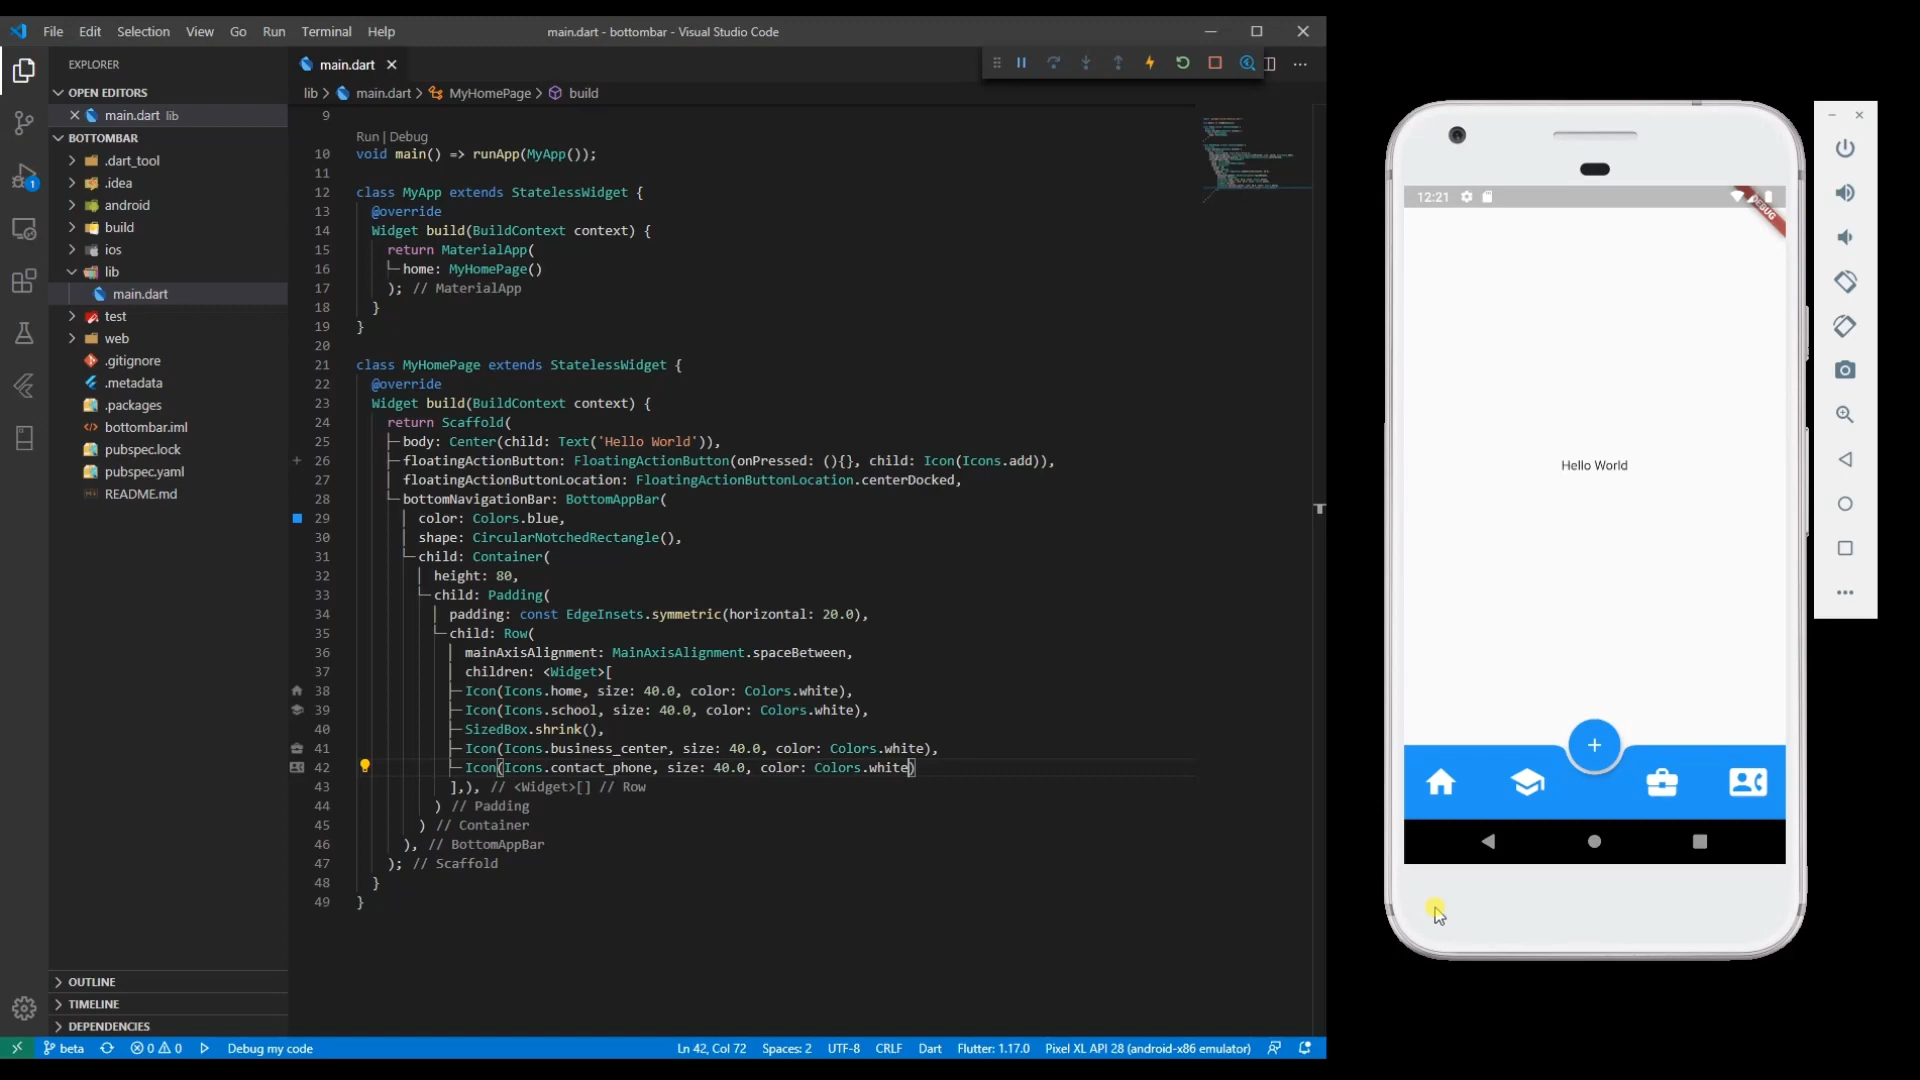 File Edit Selection View Go Run Terminal Help
main.dart - bottombar - Visual Studio Code
EXPLORER
OPEN EDITORS
main.dart lib
BOTTOMBAR
.dart_tool
.idea
android
build
ios
lib
main.dart
test
web
.gitignore
.metadata
.packages
bottombar.iml
pubspec.lock
pubspec.yaml
README.md
OUTLINE
TIMELINE
DEPENDENCIES
1
main.dart
lib > main.dart > MyHomePage > build
9
Run | Debug
10 void main() => runApp(MyApp());
11
12 class MyApp extends StatelessWidget {
13 @override
14 Widget build(BuildContext context) {
15 return MaterialApp(
16 home: MyHomePage()
17 ); // MaterialApp
18 }
19 }
20
21 class MyHomePage extends StatelessWidget {
22 @override
23 Widget build(BuildContext context) {
24 return Scaffold(
25 body: Center(child: Text('Hello World')),
26 floatingActionButton: FloatingActionButton(onPressed: (){}, child: Icon(Icons.add)),
27 floatingActionButtonLocation: FloatingActionButtonLocation.centerDocked,
28 bottomNavigationBar: BottomAppBar(
29 color: Colors.blue,
30 shape: CircularNotchedRectangle(),
31 child: Container(
32 height: 80,
33 child: Padding(
34 padding: const EdgeInsets.symmetric(horizontal: 20.0),
35 child: Row(
36 mainAxisAlignment: MainAxisAlignment.spaceBetween,
37 children: <Widget>[
38 Icon(Icons.home, size: 40.0, color: Colors.white),
39 Icon(Icons.school, size: 40.0, color: Colors.white),
40 SizedBox.shrink(),
41 Icon(Icons.business_center, size: 40.0, color: Colors.white),
42 Icon(Icons.contact_phone, size: 40.0, color: Colors.white)
43 ],), // <Widget>[] // Row
44 ) // Padding
45 ) // Container
46 ), // BottomAppBar
47 ); // Scaffold
48 }
49 }
beta 0 0 Debug my code Ln 42, Col 72 Spaces: 2 UTF-8 CRLF Dart Flutter: 1.17.0 Pixel XL API 28 (android-x86 emulator)
12:21
DEBUG
Hello World